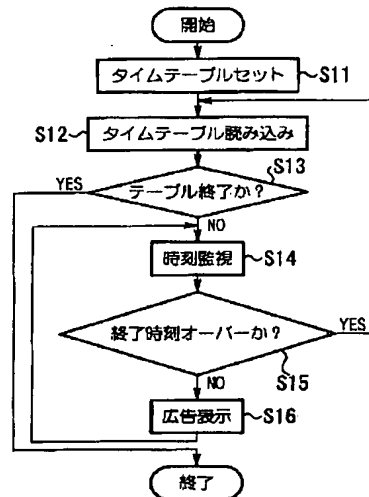 開始
タイムテーブルセット S11
S12 タイムテーブル読み込み
S13
テーブル終了か?
YES
NO
時刻監視 S14
終了時刻オーバーか?
YES
S15
NO
広告表示 S16
終了